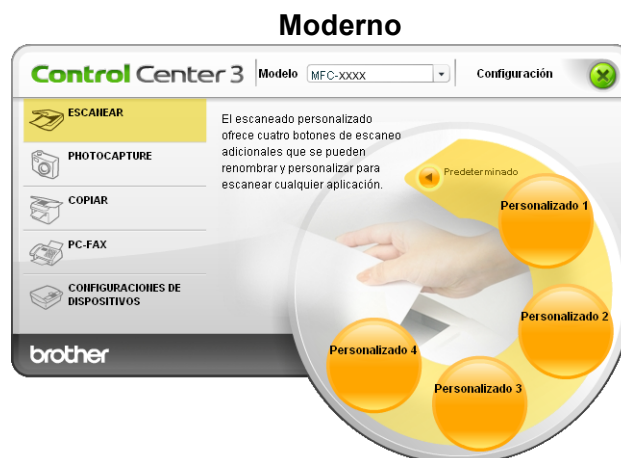 Moderno
Control Center 3
Modelo
MFC-XXXX
Configuración
ESCANEAR
PHOTOCAPTURE
COPIAR
PC-FAX
CONFIGURACIONES DE
DISPOSITIVOS
El escaneado personalizado
ofrece cuatro botones de escaneo
adicionales que se pueden
renombrar y personalizar para
escanear cualquier aplicación.
Predeterminado
Personalizado 1
Personalizado 2
Personalizado 3
Personalizado 4
brother